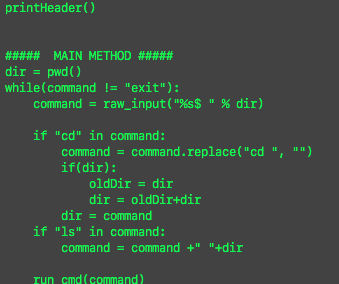 printHeader()
#####  MAIN METHOD #####
dir = pwd()
while(command != "exit"):
    command = raw_input("%s$ " % dir)
    if "cd" in command:
        command = command.replace("cd ", "")
        if(dir):
            oldDir = dir
            dir = oldDir+dir
        dir = command
    if "ls" in command:
        command = command +" "+dir
    run_cmd(command)